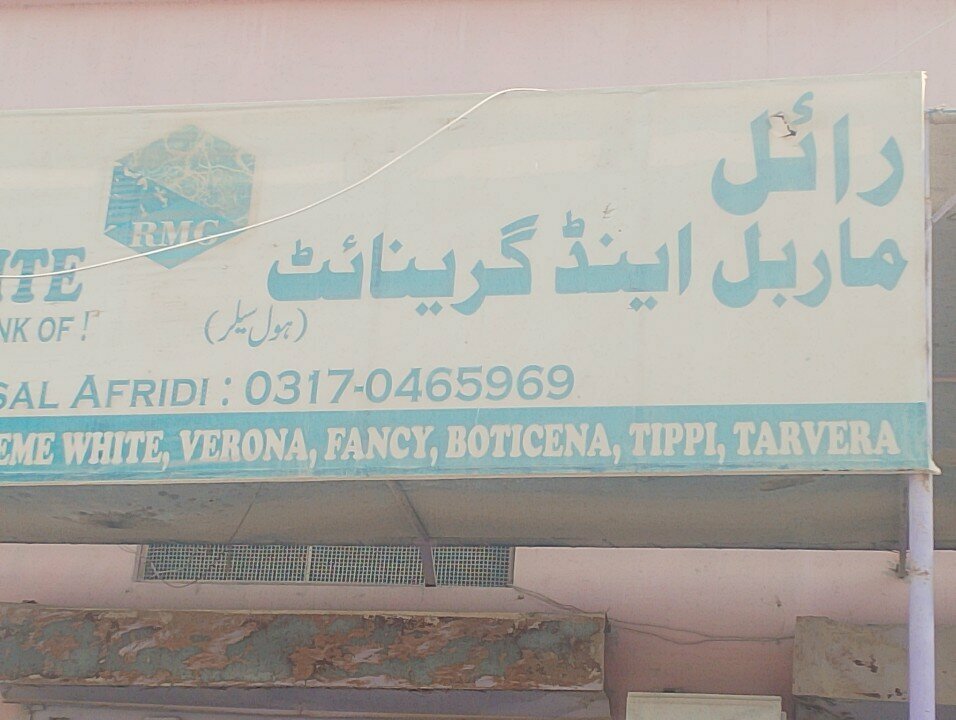 رائل
ماربل اینڈ گرینائٹ
(ہول سیلر)
RMG
ITE
NK OF !
SAL AFRIDI : 0317-0465969
EME WHITE, VERONA, FANCY, BOTICENA, TIPPI, TARVERA